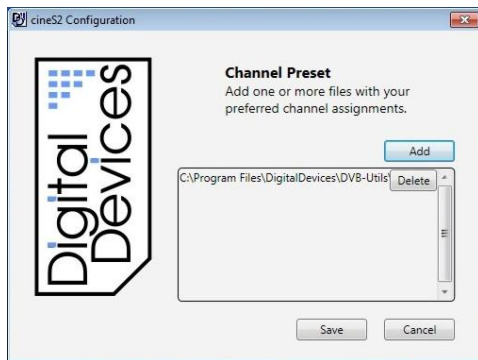 cineS2 Configuration
Digital
Devices
Channel Preset
Add one or more files with your
preferred channel assignments.
Add
C:\Program Files\DigitalDevices\DVB-Utils\
Delete
Save
Cancel